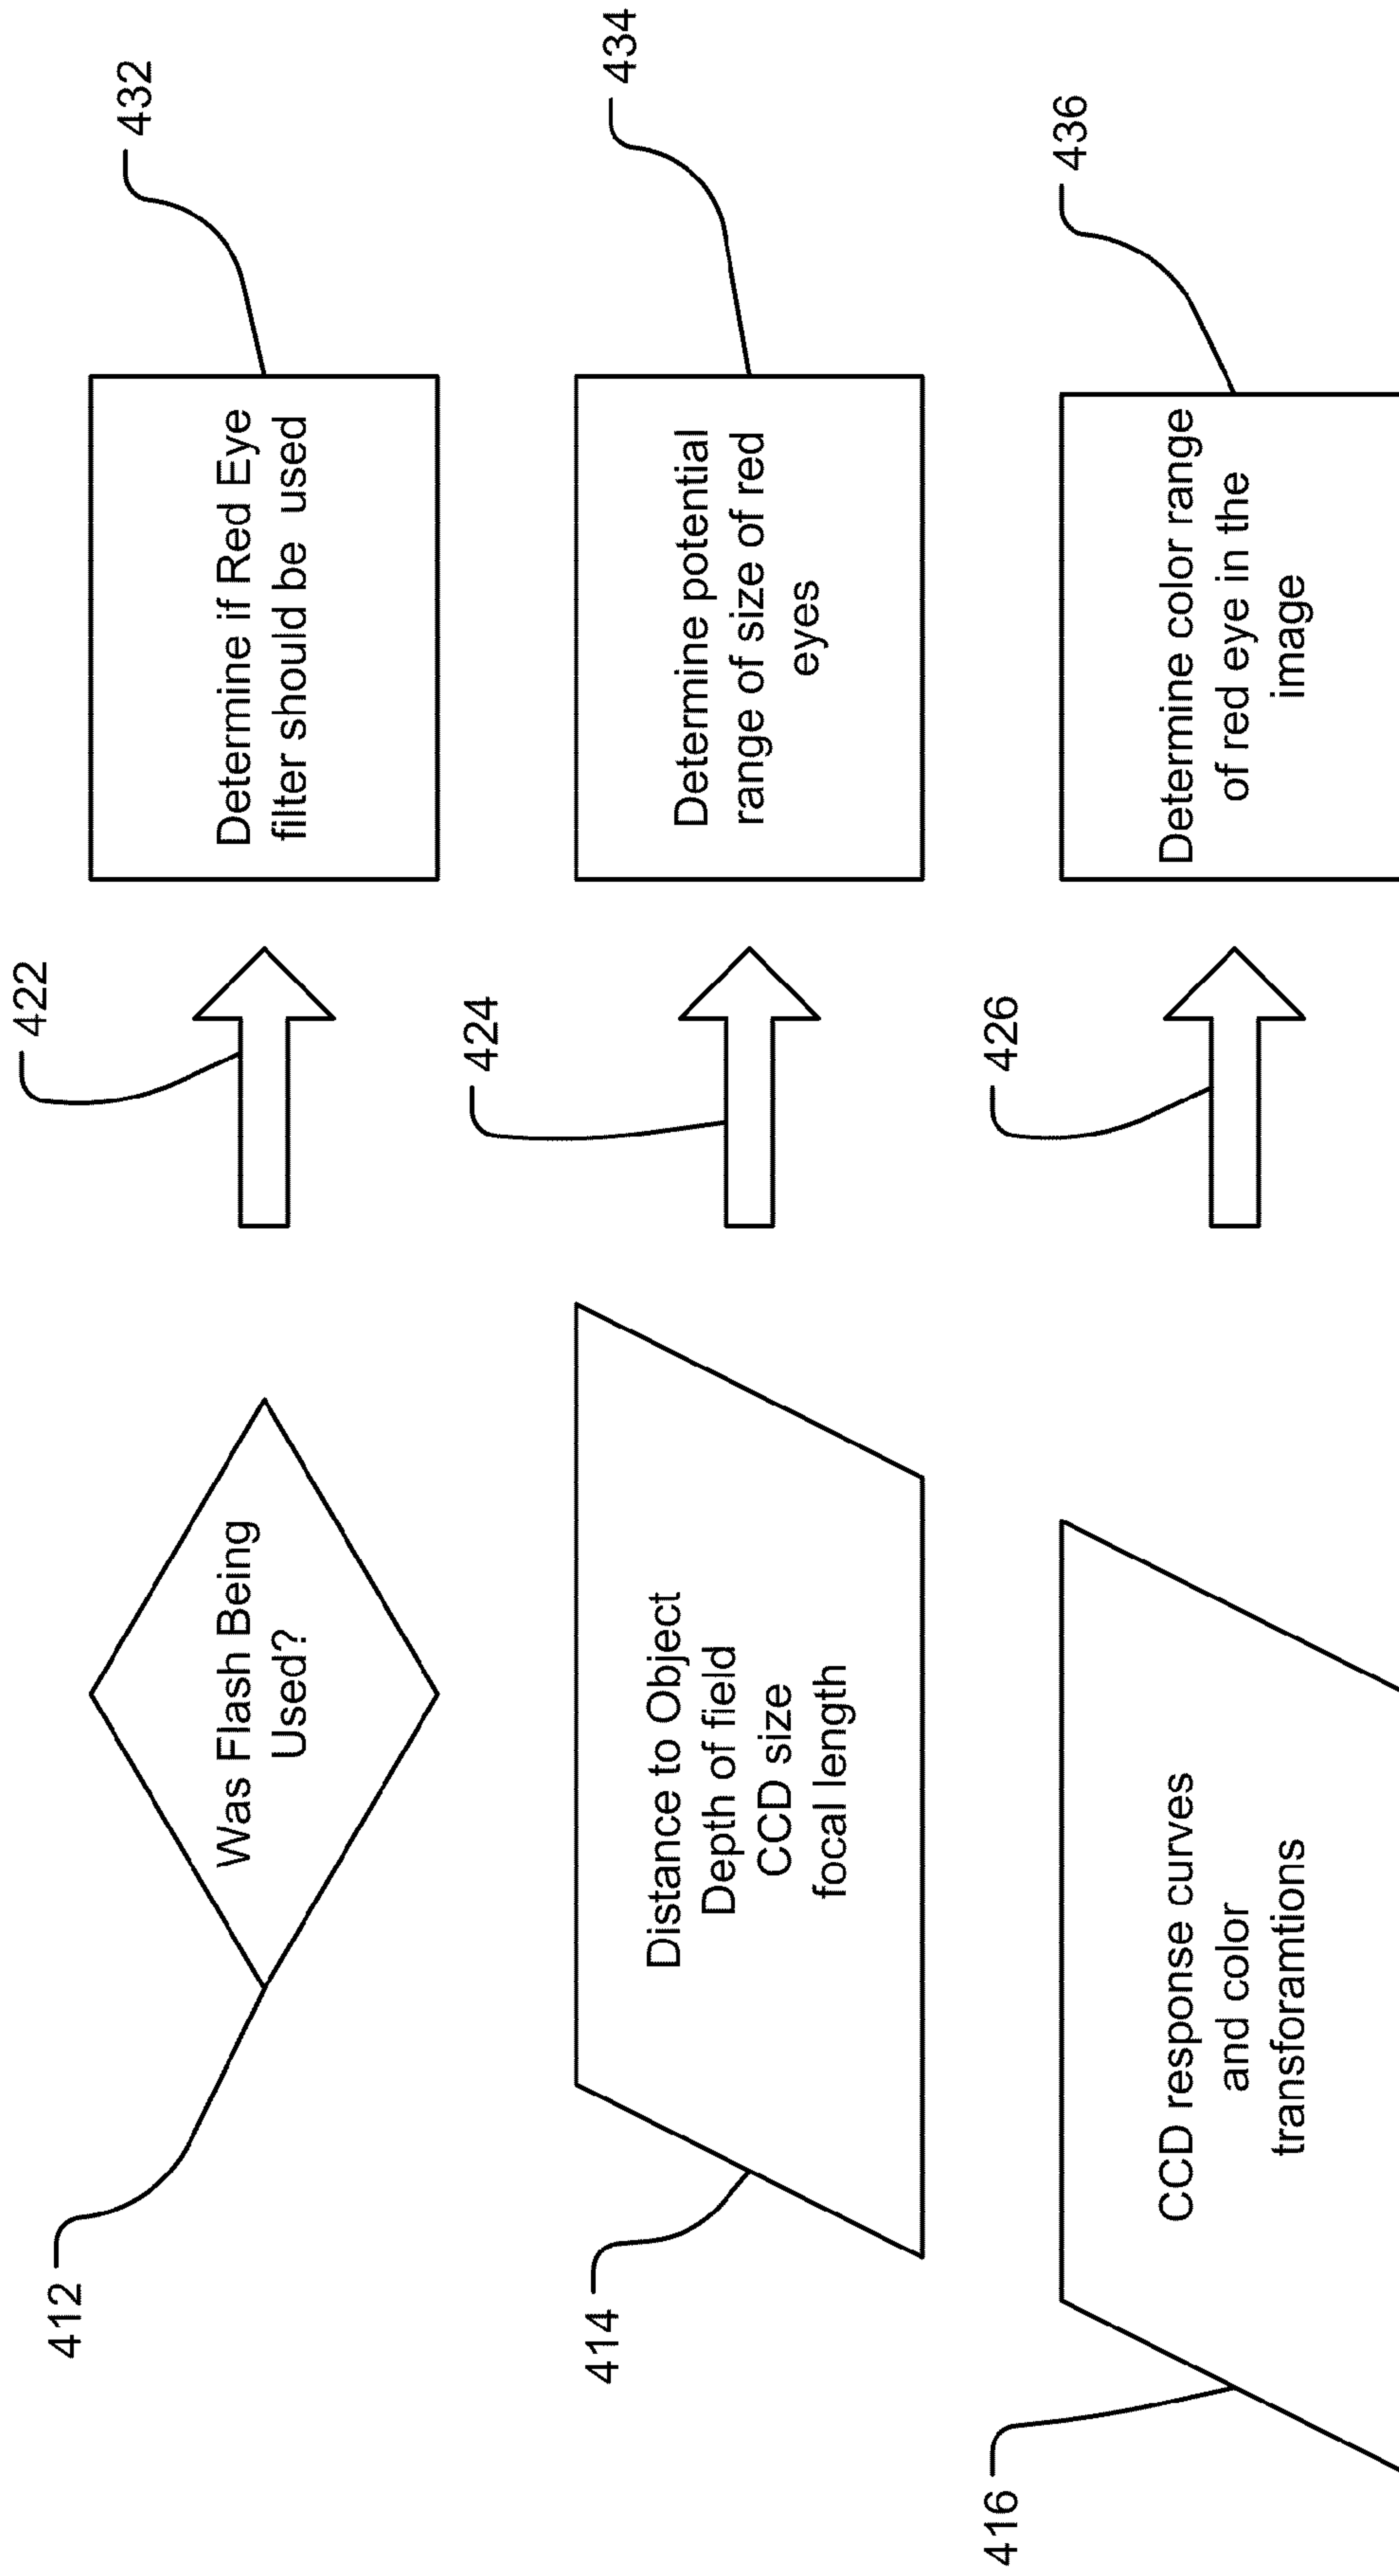 412
Was Flash Being
Used?
422
Determine if Red Eye
filter should be used
432
414
Distance to Object
Depth of field
CCD size
focal length
424
Determine potential
range of size of red
eyes
434
416
CCD response curves
and color
transforamtions
426
Determine color range
of red eye in the
image
436